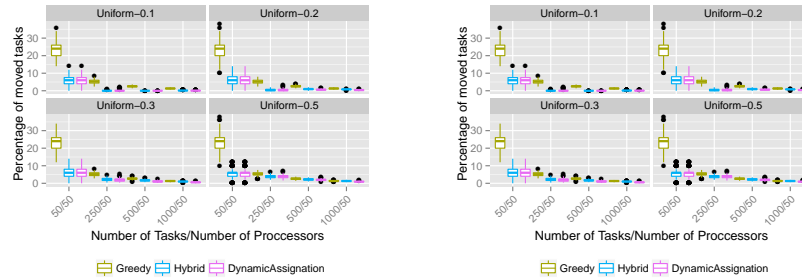 Uniform−0.1
Uniform−0.2
30
20
10
0
Uniform−0.3
Uniform−0.5
30
20
10
0
Percentage of moved tasks
50/50
250/50
500/50
1000/50
50/50
250/50
500/50
1000/50
Number of Tasks/Number of Proccessors
Greedy
Hybrid
DynamicAssignation
Uniform−0.1
Uniform−0.2
30
20
10
0
Uniform−0.3
Uniform−0.5
30
20
10
0
Percentage of moved tasks
50/50
250/50
500/50
1000/50
50/50
250/50
500/50
1000/50
Number of Tasks/Number of Proccessors
Greedy
Hybrid
DynamicAssignation